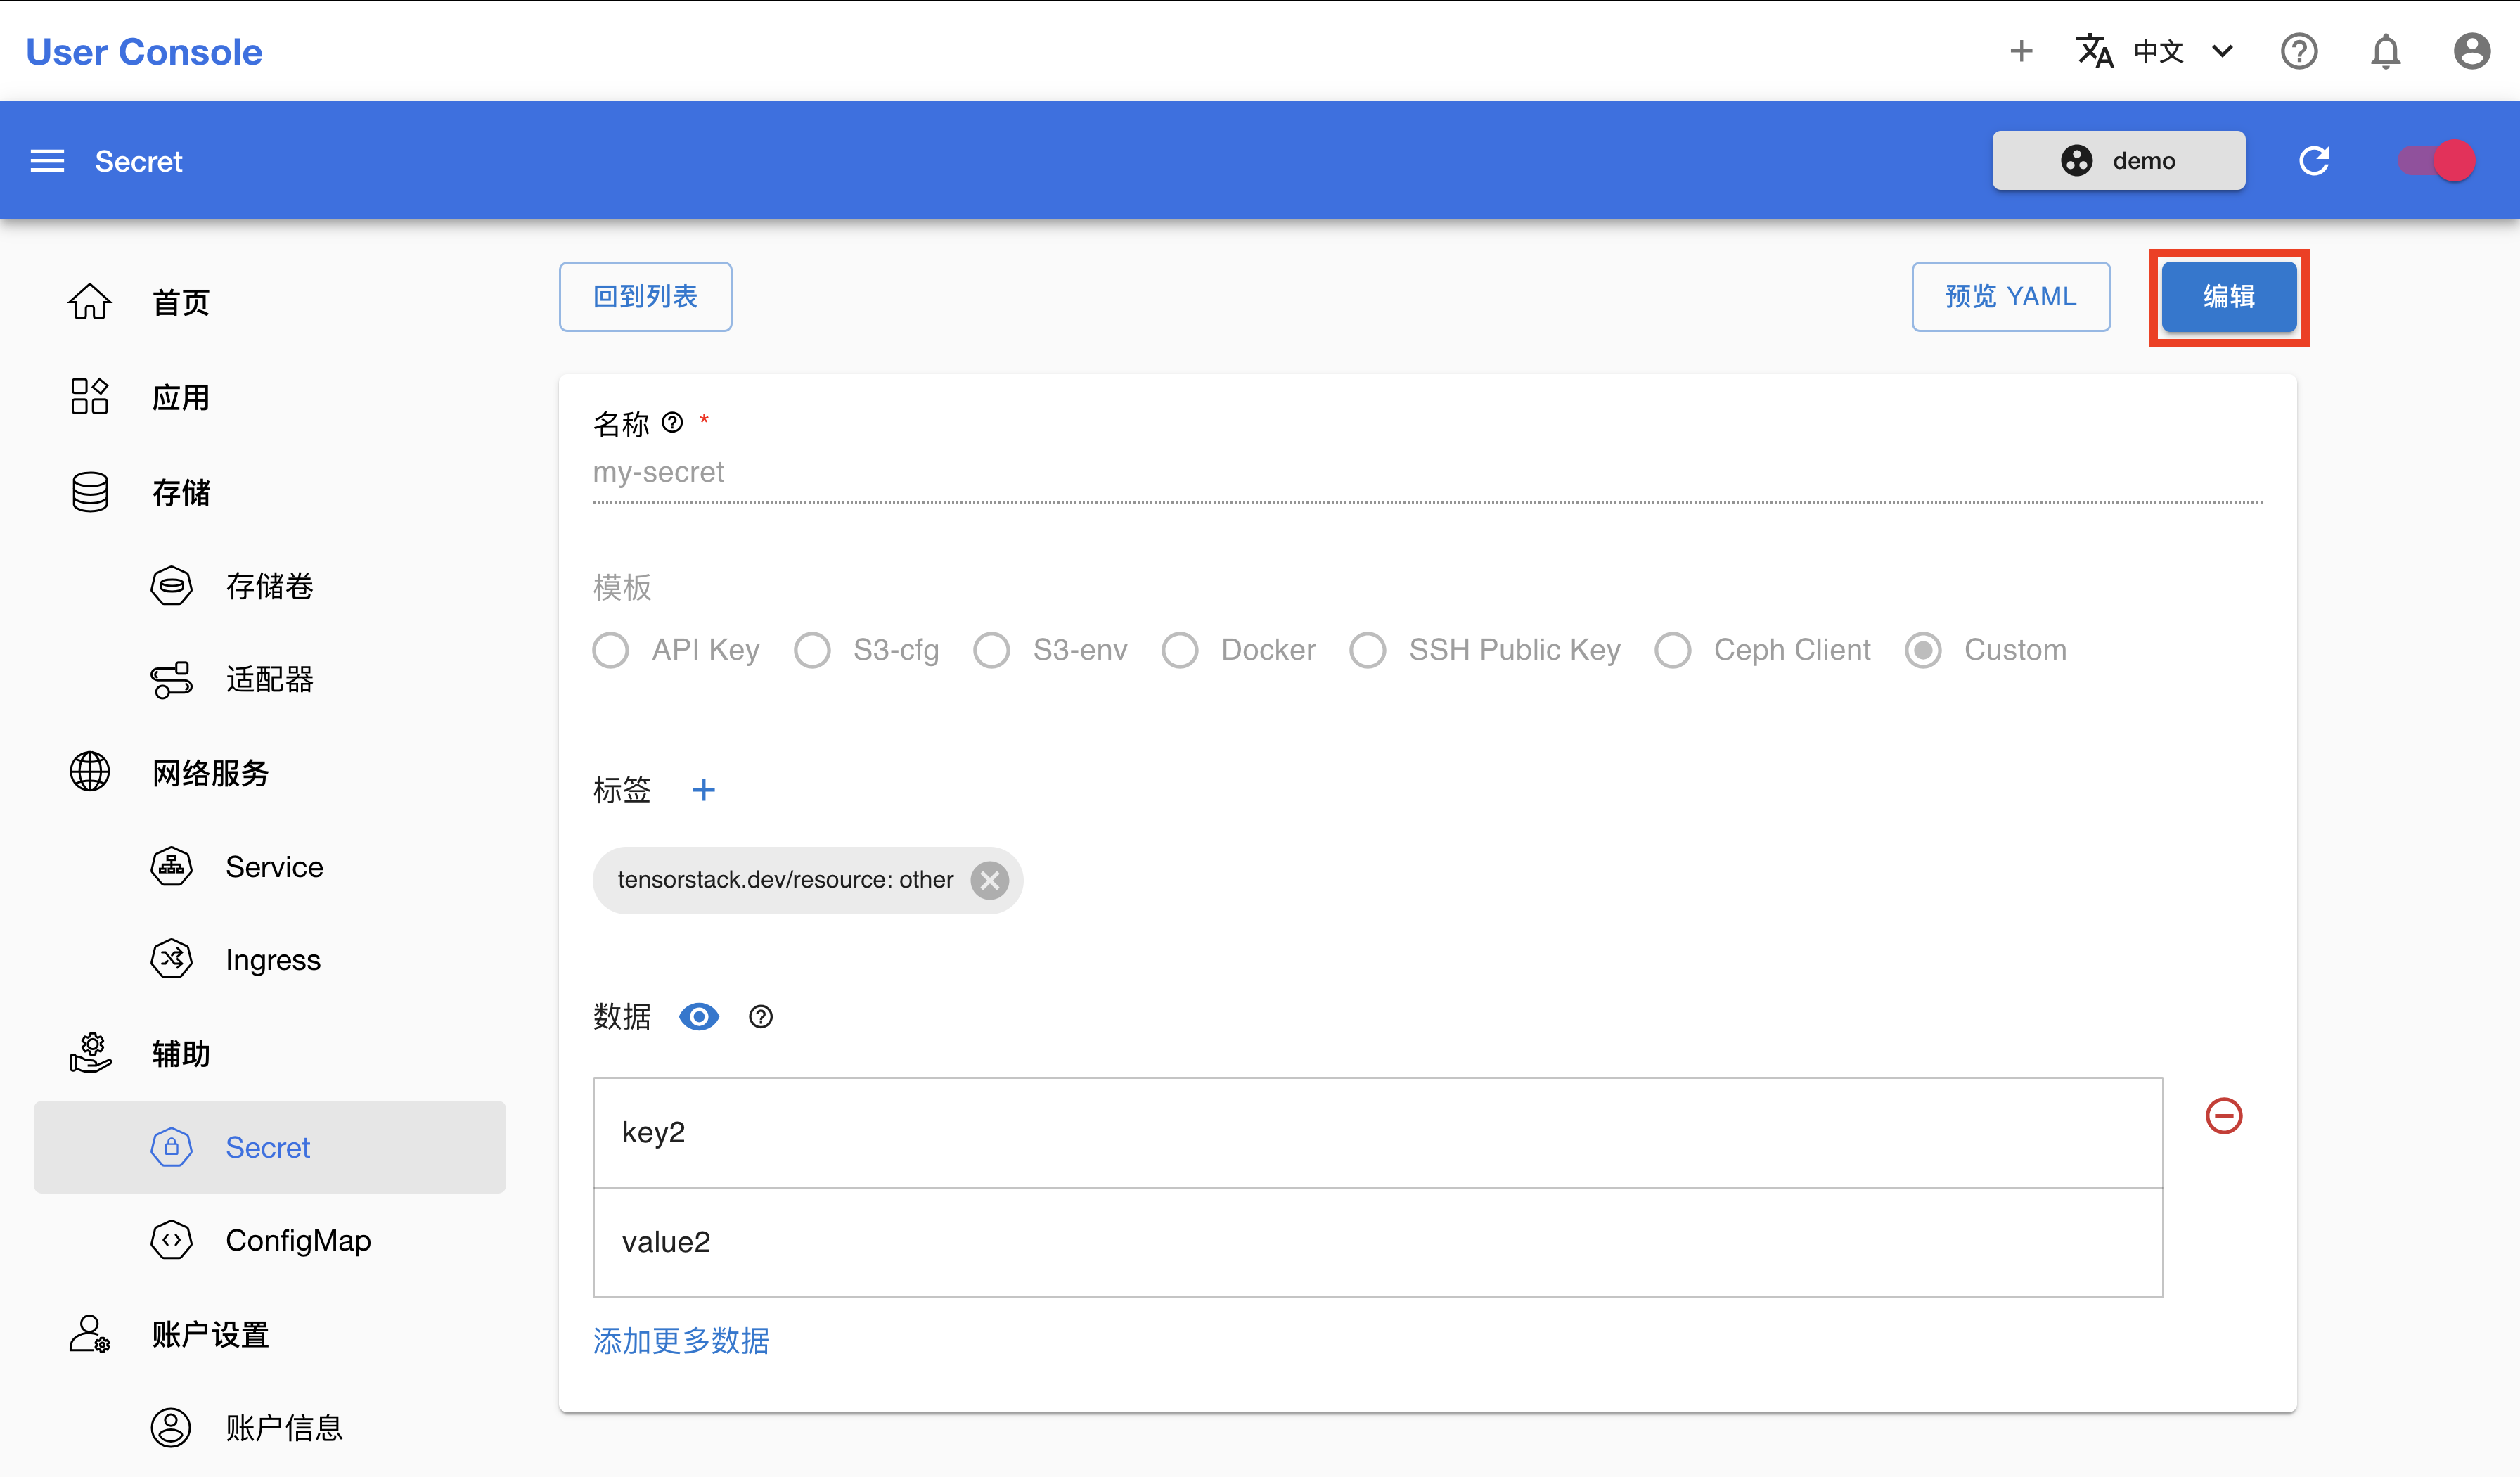 User Console
中文
Secret
demo
首页
应用
存储
存储卷
适配器
网络服务
Service
Ingress
辅助
Secret
ConfigMap
账户设置
账户信息
回到列表
预览 YAML
编辑
名称 *
my-secret
模板
API Key S3-cfg S3-env Docker SSH Public Key Ceph Client Custom
标签
tensorstack.dev/resource: other
数据
key2
value2
添加更多数据